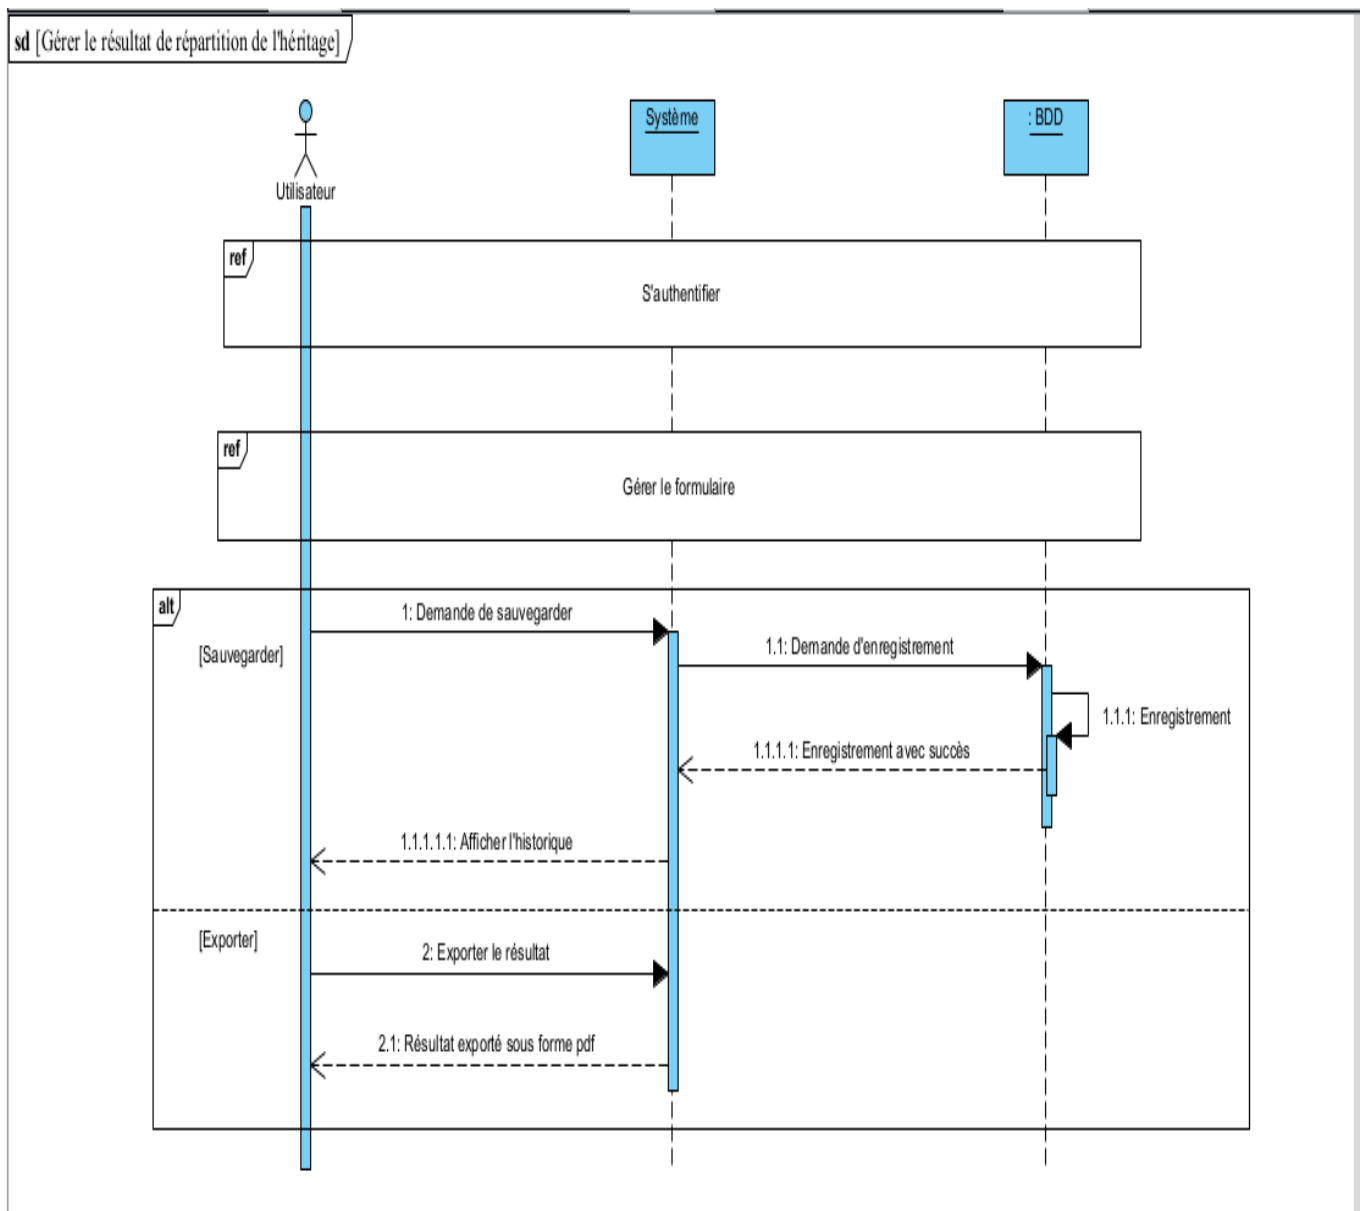 sd [Gérer le résultat de répartition de l'héritage]
Utilisateur
Système
: BDD
ref
S'authentifier
ref
Gérer le formulaire
alt
[Sauvegarder]
1: Demande de sauvegarder
1.1: Demande d'enregistrement
1.1.1: Enregistrement
1.1.1.1: Enregistrement avec succès
1.1.1.1.1: Afficher l'historique
[Exporter]
2: Exporter le résultat
2.1: Résultat exporté sous forme pdf